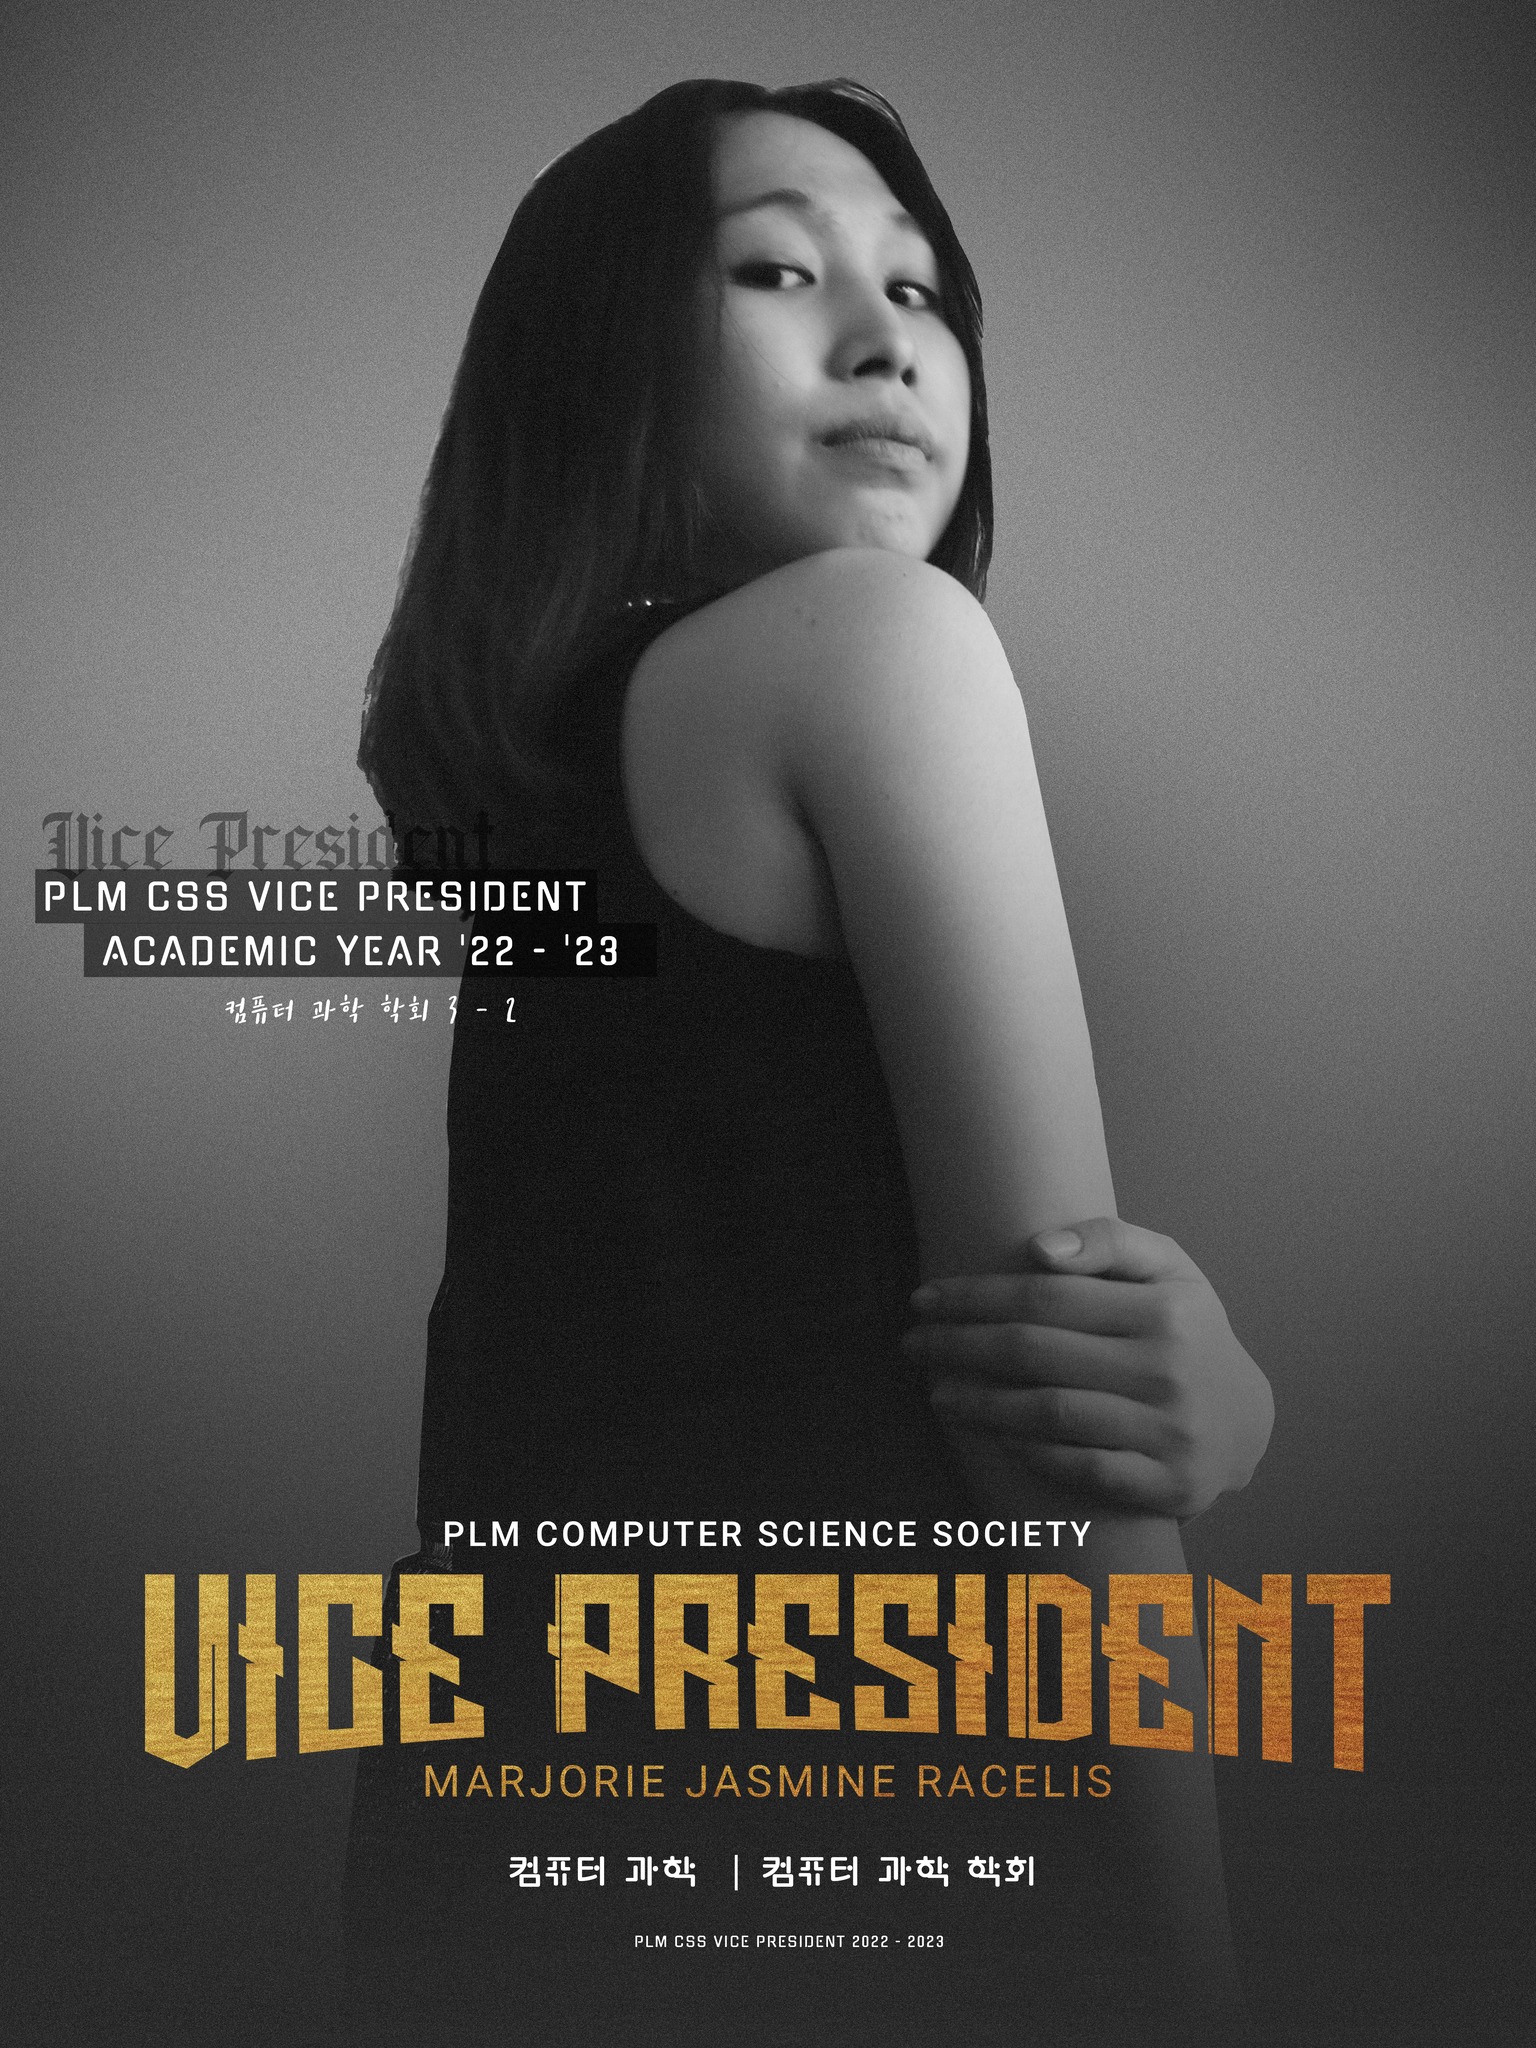 Vice President
PLM CSS VICE PRESIDENT
ACADEMIC YEAR '22 - '23
컴퓨터 과학 학회 3 - 2
PLM COMPUTER SCIENCE SOCIETY
VICE PRESIDENT
MARJORIE JASMINE RACELIS
컴퓨터 과학 | 컴퓨터 과학 학회
PLM CSS VICE PRESIDENT 2022 - 2023